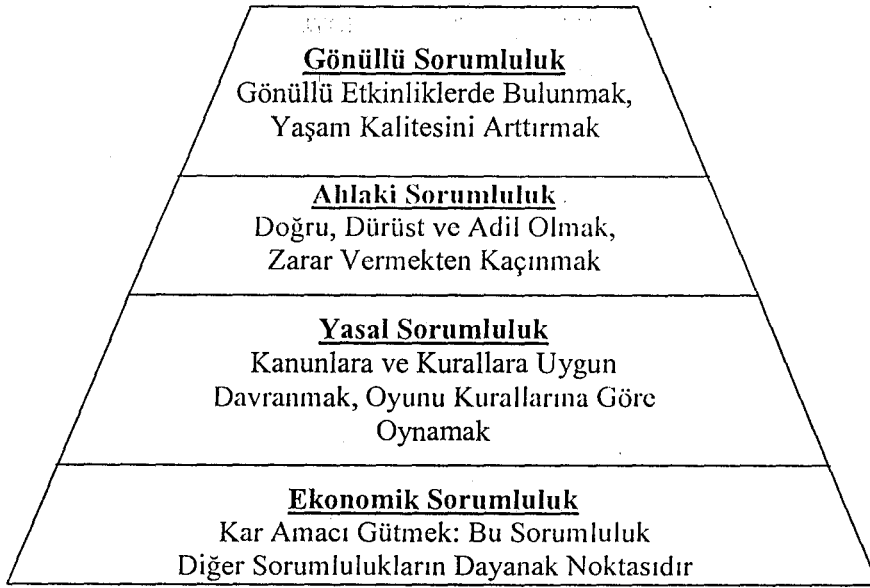 Gönüllü Sorumluluk
Gönüllü Etkinliklerde Bulunmak,
Yaşam Kalitesini Arttırmak
Ahlaki Sorumluluk
Doğru, Dürüst ve Adil Olmak,
Zarar Vermekten Kaçınmak
Yasal Sorumluluk
Kanunlara ve Kurallara Uygun
Davranmak, Oyunu Kurallarına Göre
Oynamak
Ekonomik Sorumluluk
Kar Amacı Gütmek: Bu Sorumluluk
Diğer Sorumlulukların Dayanak Noktasıdır